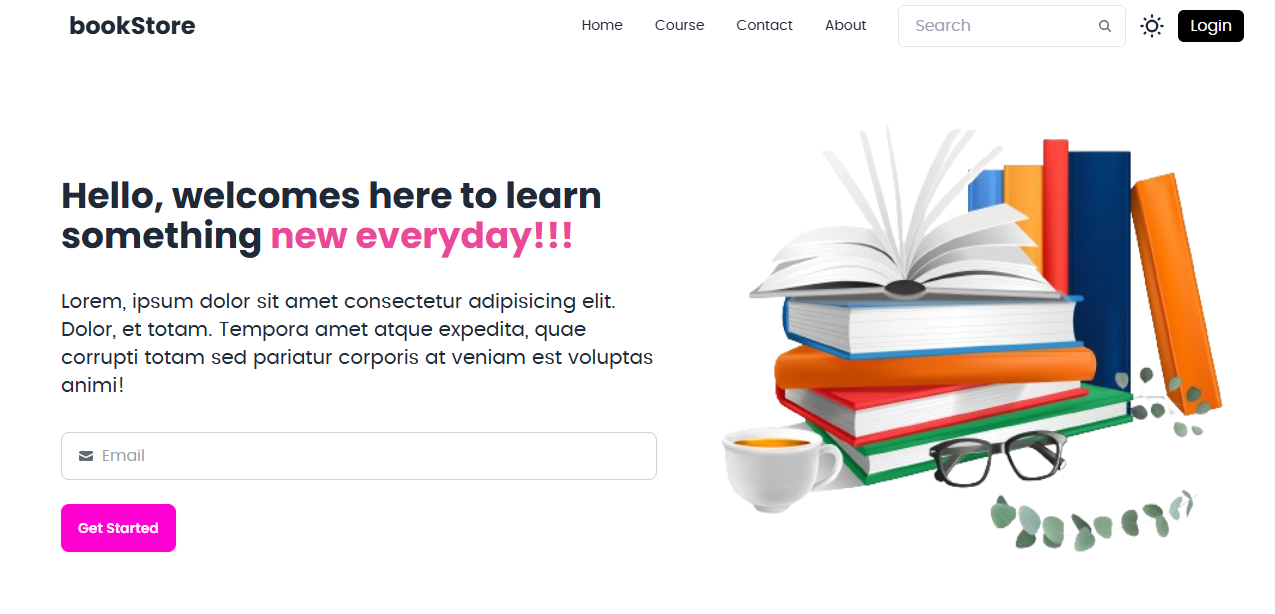 bookStore
Home
Course
Contact
About
Search
Login
Hello, welcomes here to learn
something new everyday!!!
Lorem, ipsum dolor sit amet consectetur adipisicing elit.
Dolor, et totam. Tempora amet atque expedita, quae
corrupti totam sed pariatur corporis at veniam est voluptas
animi!
Email
Get Started